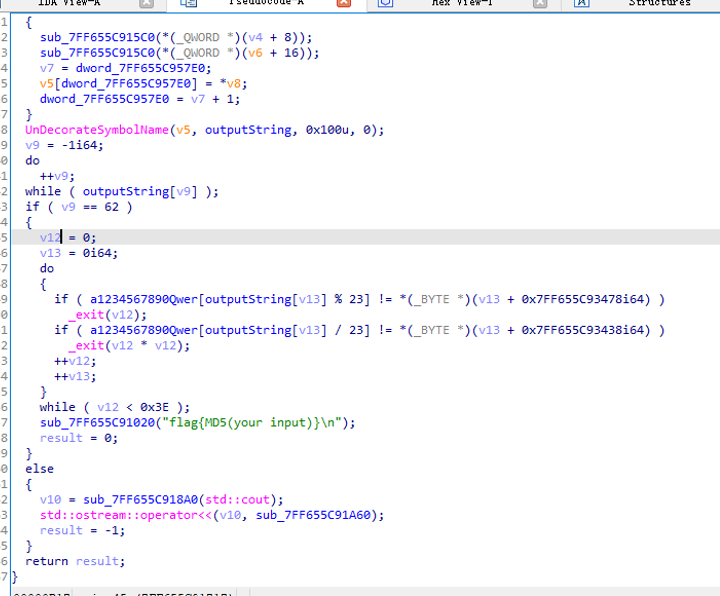 IDA View-A Pseudocode-A Hex View-1 Structures
1 {
2 sub_7FF655C915C0(*(_QWORD *)(v4 + 8));
3 sub_7FF655C915C0(*(_QWORD *)(v6 + 16));
4 v7 = dword_7FF655C957E0;
5 v5[dword_7FF655C957E0] = *v8;
6 dword_7FF655C957E0 = v7 + 1;
7 }
8 UnDecorateSymbolName(v5, outputString, 0x100u, 0);
9 v9 = -1i64;
0 do
1 ++v9;
2 while ( outputString[v9] );
3 if ( v9 == 62 )
4 {
5 v12 = 0;
6 v13 = 0i64;
7 do
8 {
9 if ( a1234567890Qwer[outputString[v13] % 23] != *(_BYTE *)(v13 + 0x7FF655C93478i64) )
0 _exit(v12);
1 if ( a1234567890Qwer[outputString[v13] / 23] != *(_BYTE *)(v13 + 0x7FF655C93438i64) )
2 _exit(v12 * v12);
3 ++v12;
4 ++v13;
5 }
6 while ( v12 < 0x3E );
7 sub_7FF655C91020("flag{MD5(your input)}\n");
8 result = 0;
9 }
0 else
1 {
2 v10 = sub_7FF655C918A0(std::cout);
3 std::ostream::operator<<(v10, sub_7FF655C91A60);
4 result = -1;
5 }
6 return result;
7 }